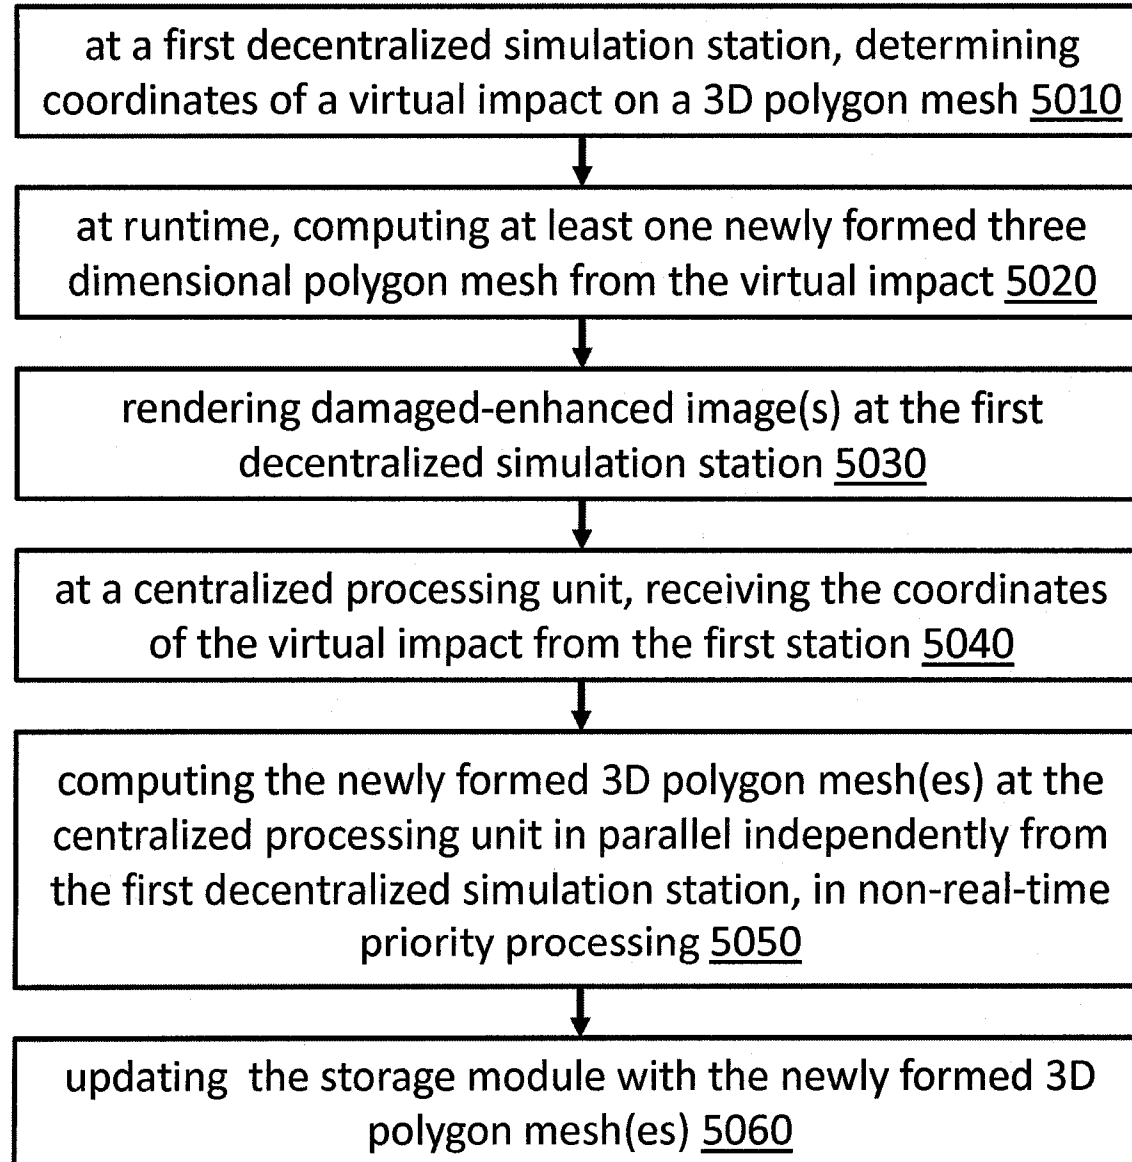 at a first decentralized simulation station, determining
coordinates of a virtual impact on a 3D polygon mesh 5010
at runtime, computing at least one newly formed three
dimensional polygon mesh from the virtual impact 5020
rendering damaged-enhanced image(s) at the first
decentralized simulation station 5030
at a centralized processing unit, receiving the coordinates
of the virtual impact from the first station 5040
computing the newly formed 3D polygon mesh(es) at the
centralized processing unit in parallel independently from
the first decentralized simulation station, in non-real-time
priority processing 5050
updating the storage module with the newly formed 3D
polygon mesh(es) 5060